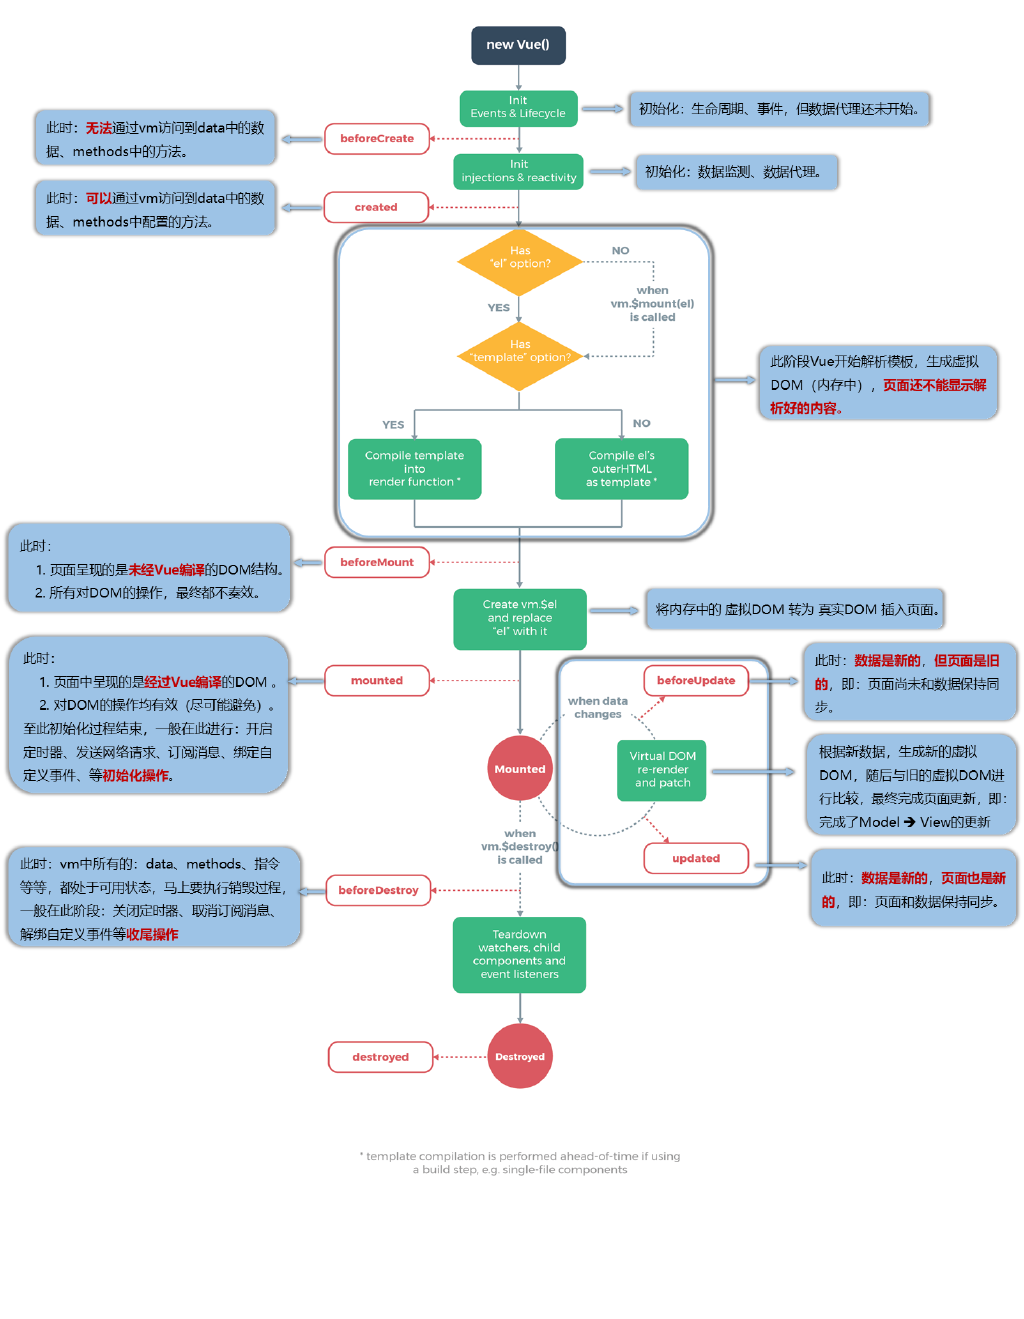 new Vue()
Init
Events & Lifecycle
初始化：生命周期、事件，但数据代理还未开始。
此时：无法通过vm访问到data中的数
据、methods中的方法。
beforeCreate
Init
injections & reactivity
初始化：数据监测、数据代理。
此时：可以通过vm访问到data中的数
据、methods中配置的方法。
created
Has
"el" option?
NO
when
vm.$mount(el)
is called
YES
Has
"template" option?
此阶段Vue开始解析模板，生成虚拟
DOM（内存中），页面还不能显示解
析好的内容。
YES
NO
Compile template
into
render function *
Compile el's
outerHTML
as template *
此时：
1. 页面呈现的是未经Vue编译的DOM结构。
2. 所有对DOM的操作，最终都不奏效。
beforeMount
Create vm.$el
and replace
"el" with it
将内存中的 虚拟DOM 转为 真实DOM 插入页面。
此时：
1. 页面中呈现的是经过Vue编译的DOM 。
2. 对DOM的操作均有效（尽可能避免）。
至此初始化过程结束，一般在此进行：开启
定时器、发送网络请求、订阅消息、绑定自
定义事件、等初始化操作。
mounted
beforeUpdate
此时：数据是新的，但页面是旧
的，即：页面尚未和数据保持同
步。
when data
changes
Mounted
Virtual DOM
re-render
and patch
根据新数据，生成新的虚拟
DOM，随后与旧的虚拟DOM进
行比较，最终完成页面更新，即：
完成了Model ➔ View的更新
when
vm.$destroy()
is called
updated
此时：数据是新的，页面也是新
的，即：页面和数据保持同步。
此时：vm中所有的：data、methods、指令
等等，都处于可用状态，马上要执行销毁过程，
一般在此阶段：关闭定时器、取消订阅消息、
解绑自定义事件等收尾操作
beforeDestroy
Teardown
watchers, child
components and
event listeners
destroyed
Destroyed
* template compilation is performed ahead-of-time if using
a build step, e.g. single-file components